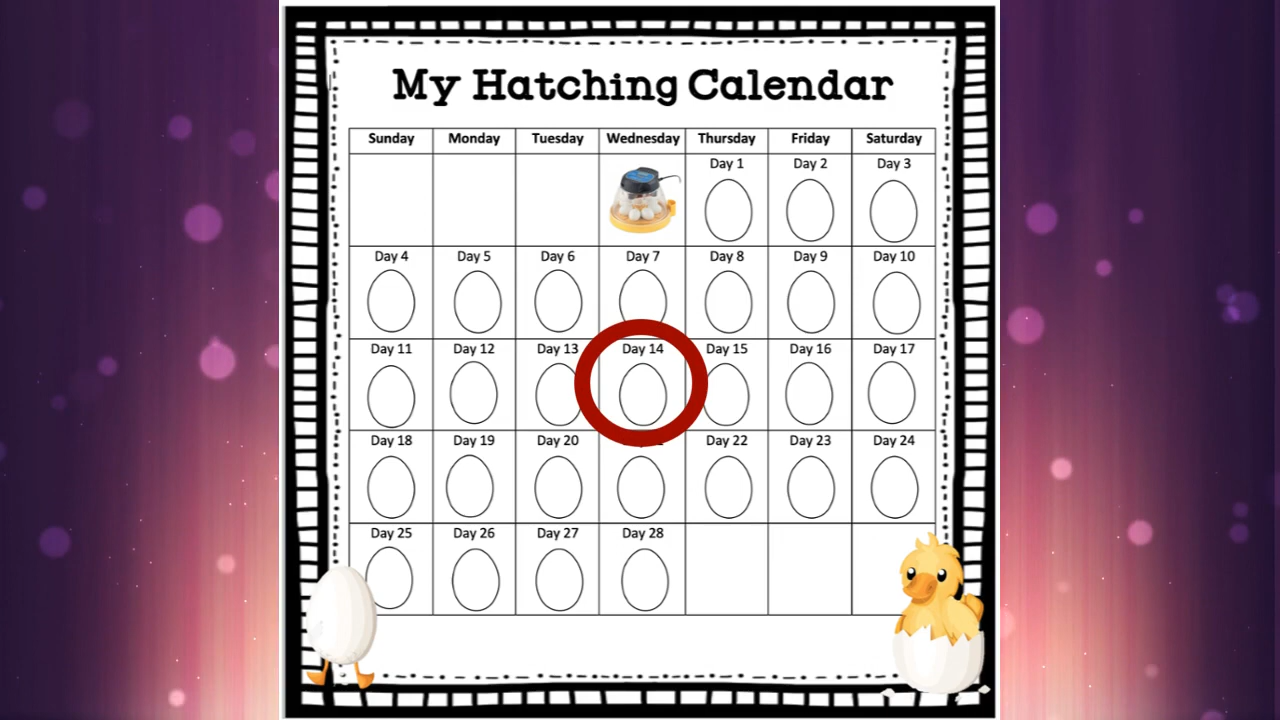 My Hatching Calendar
Sunday Monday Tuesday Wednesday Thursday Friday Saturday
Day 1 Day 2 Day 3
Day 4 Day 5 Day 6 Day 7 Day 8 Day 9 Day 10
Day 11 Day 12 Day 13 Day 14 Day 15 Day 16 Day 17
Day 18 Day 19 Day 20 Day 22 Day 23 Day 24
Day 25 Day 26 Day 27 Day 28